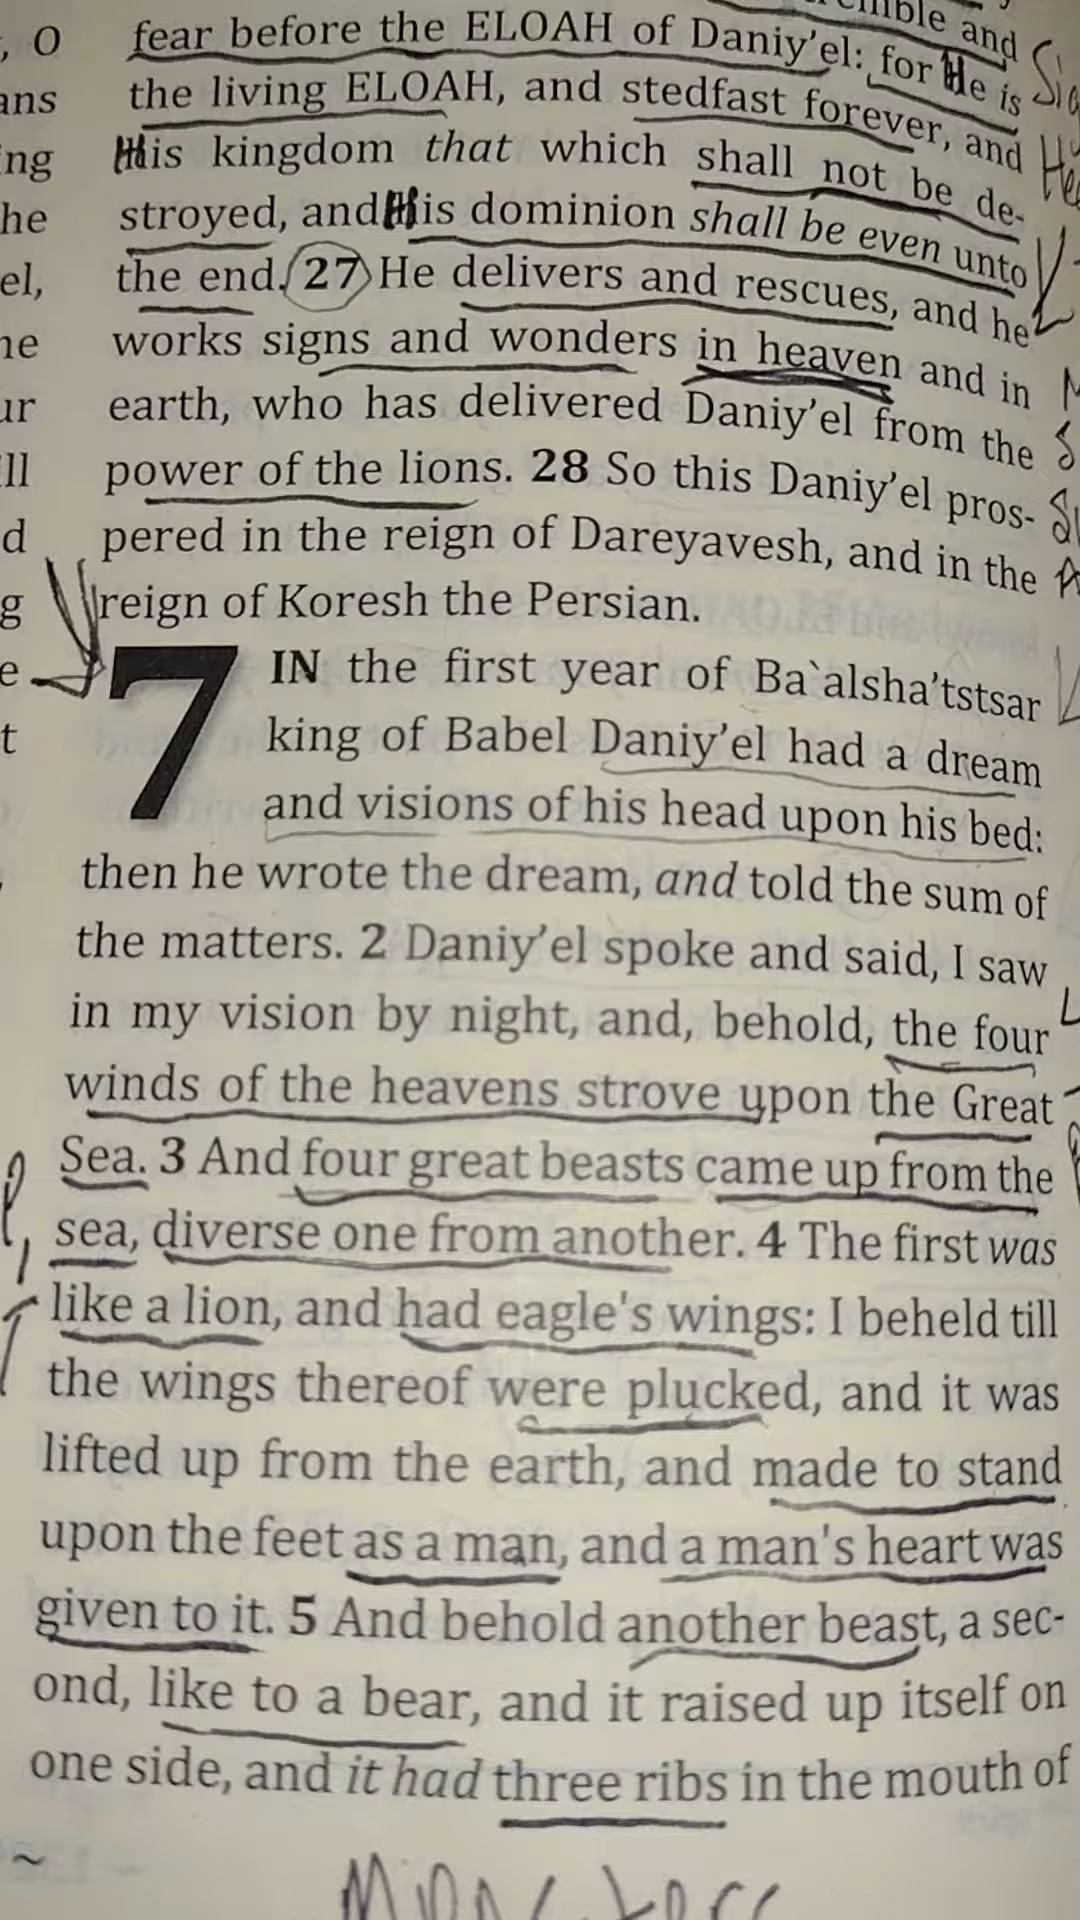 and
, O fear before the ELOAH of Daniy'el: for He is
ans the living ELOAH, and stedfast forever, and
ing His kingdom that which shall not be de-
he stroyed, and His dominion shall be even unto
el, the end. 27 He delivers and rescues, and he
ne works signs and wonders in heaven and in
ur earth, who has delivered Daniy'el from the
ill power of the lions. 28 So this Daniy'el pros-
d pered in the reign of Dareyavesh, and in the
g reign of Koresh the Persian.
e 7 IN the first year of Ba`alsha'tstsar
t king of Babel Daniy'el had a dream
and visions of his head upon his bed:
then he wrote the dream, and told the sum of
the matters. 2 Daniy'el spoke and said, I saw
in my vision by night, and, behold, the four
winds of the heavens strove upon the Great
Sea. 3 And four great beasts came up from the
sea, diverse one from another. 4 The first was
like a lion, and had eagle's wings: I beheld till
the wings thereof were plucked, and it was
lifted up from the earth, and made to stand
upon the feet as a man, and a man's heart was
given to it. 5 And behold another beast, a sec-
ond, like to a bear, and it raised up itself on
one side, and it had three ribs in the mouth of
~